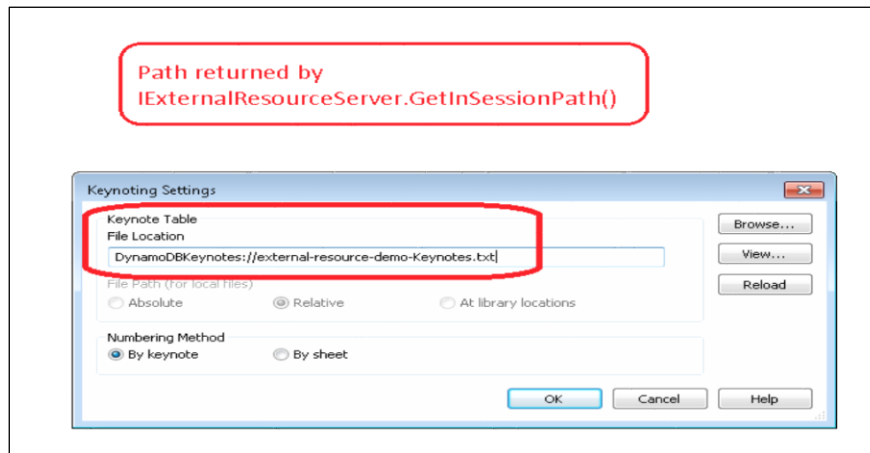 Path returned by
IExternalResourceServer.GetInSessionPath()
Keynoting Settings
Keynote Table
File Location
Browse...
DynamoDBKeynotes://external-resource-demo-Keynotes.txt
View...
File Path (for local files)
Reload
Absolute Relative At library locations
Numbering Method
By keynote By sheet
OK Cancel Help